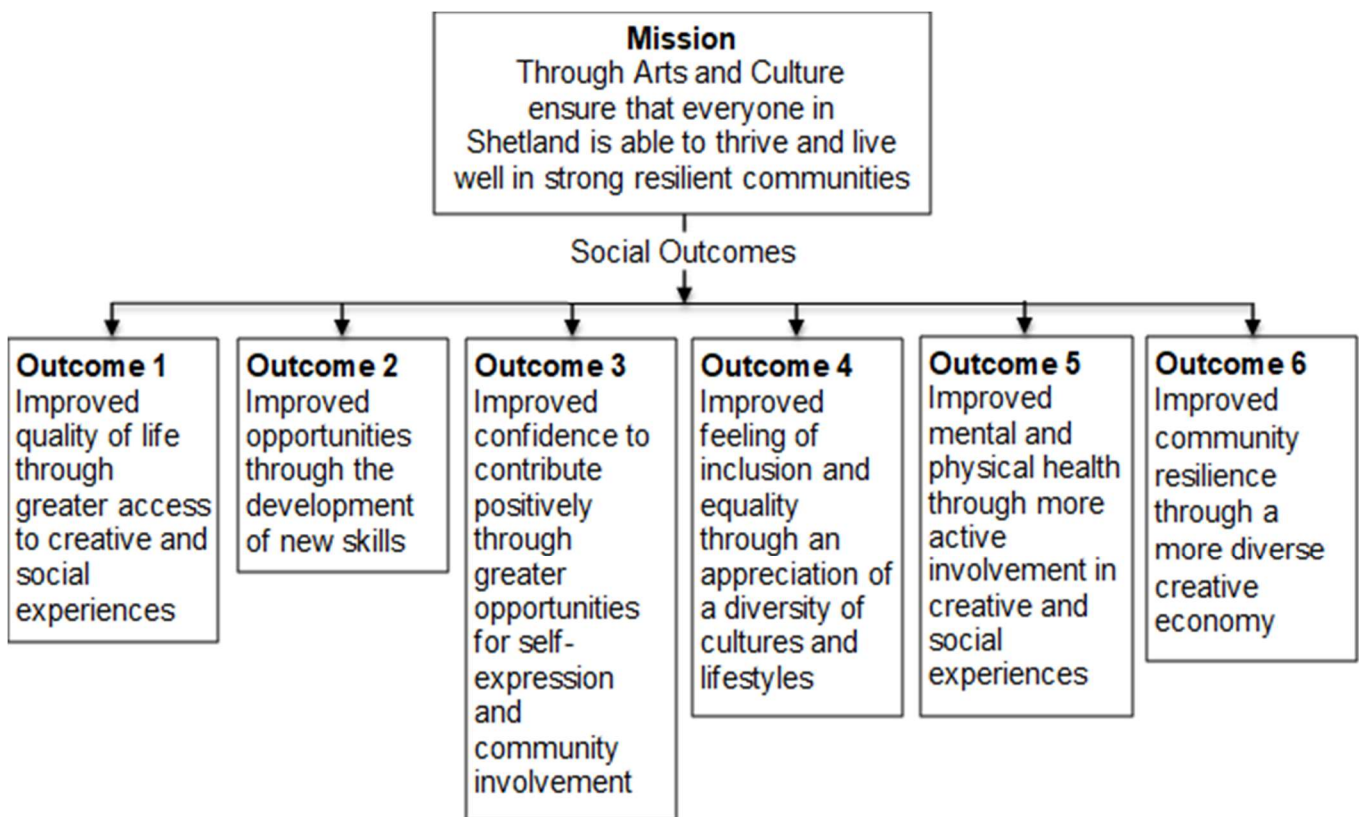 Mission
Through Arts and Culture
ensure that everyone in
Shetland is able to thrive and live
well in strong resilient communities
Social Outcomes
Outcome 1
Improved
quality of life
through
greater access
to creative and
social
experiences
Outcome 2
Improved
opportunities
through the
development
of new skills
Outcome 3
Improved
confidence to
contribute
positively
through
greater
opportunities
for self-
expression
and
community
involvement
Outcome 4
Improved
feeling of
inclusion and
equality
through an
appreciation of
a diversity of
cultures and
lifestyles
Outcome 5
Improved
mental and
physical health
through more
active
involvement in
creative and
social
experiences
Outcome 6
Improved
community
resilience
through a
more diverse
creative
economy